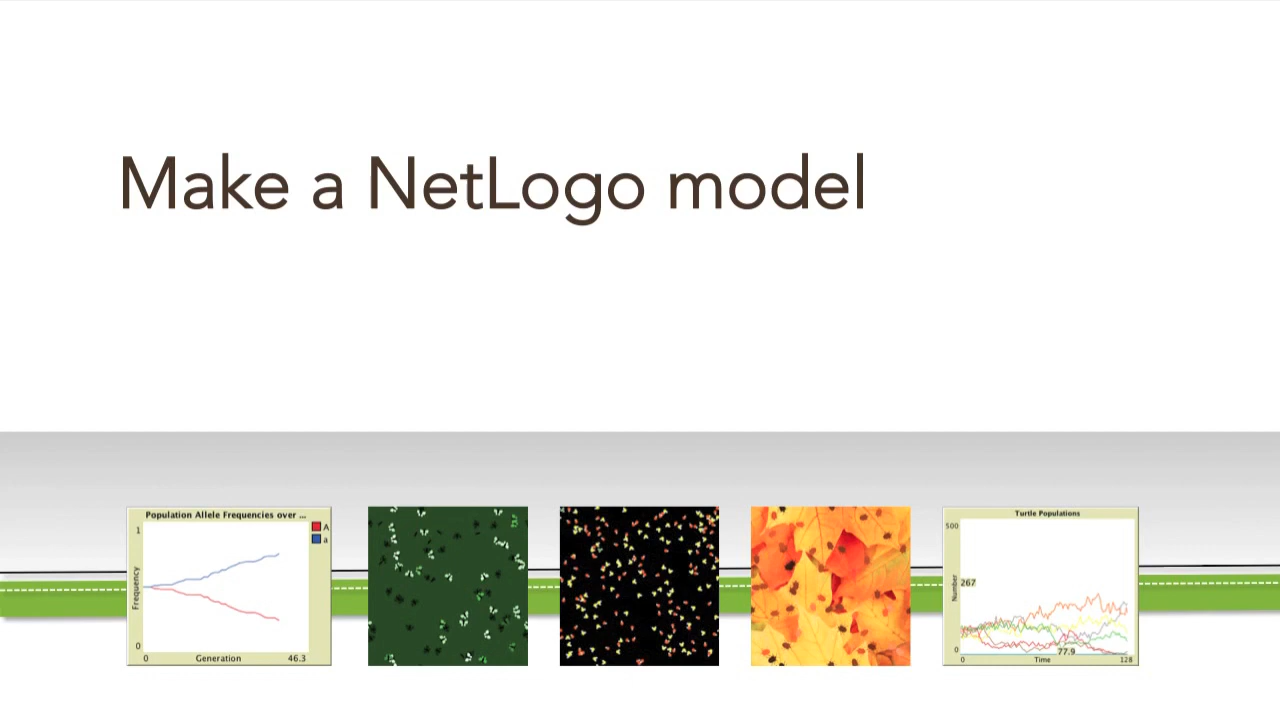 Make a NetLogo model
Population Allele Frequencies over ...
1
A
a
Frequency
0
0
Generation
46.3
Turtle Populations
500
Number
267
0
77.9
0
Time
128